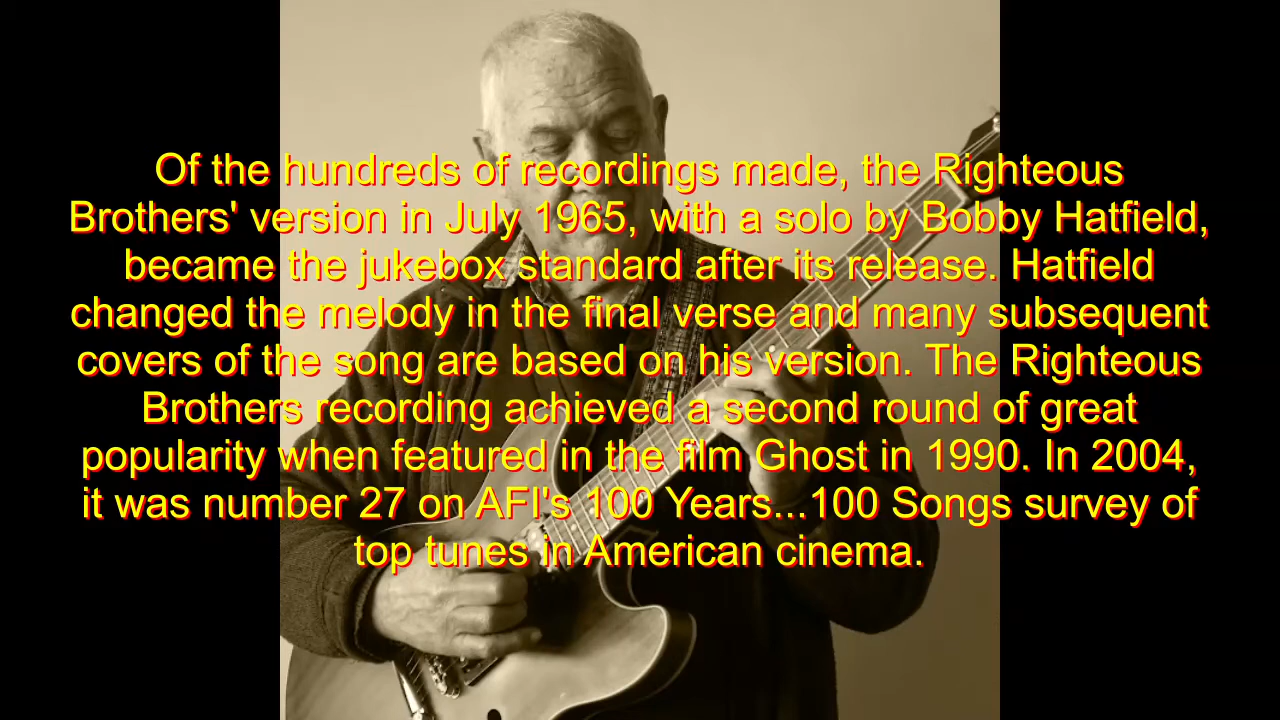 Of the hundreds of recordings made, the Righteous
Brothers' version in July 1965, with a solo by Bobby Hatfield,
became the jukebox standard after its release. Hatfield
changed the melody in the final verse and many subsequent
covers of the song are based on his version. The Righteous
Brothers recording achieved a second round of great
popularity when featured in the film Ghost in 1990. In 2004,
it was number 27 on AFI's 100 Years...100 Songs survey of
top tunes in American cinema.